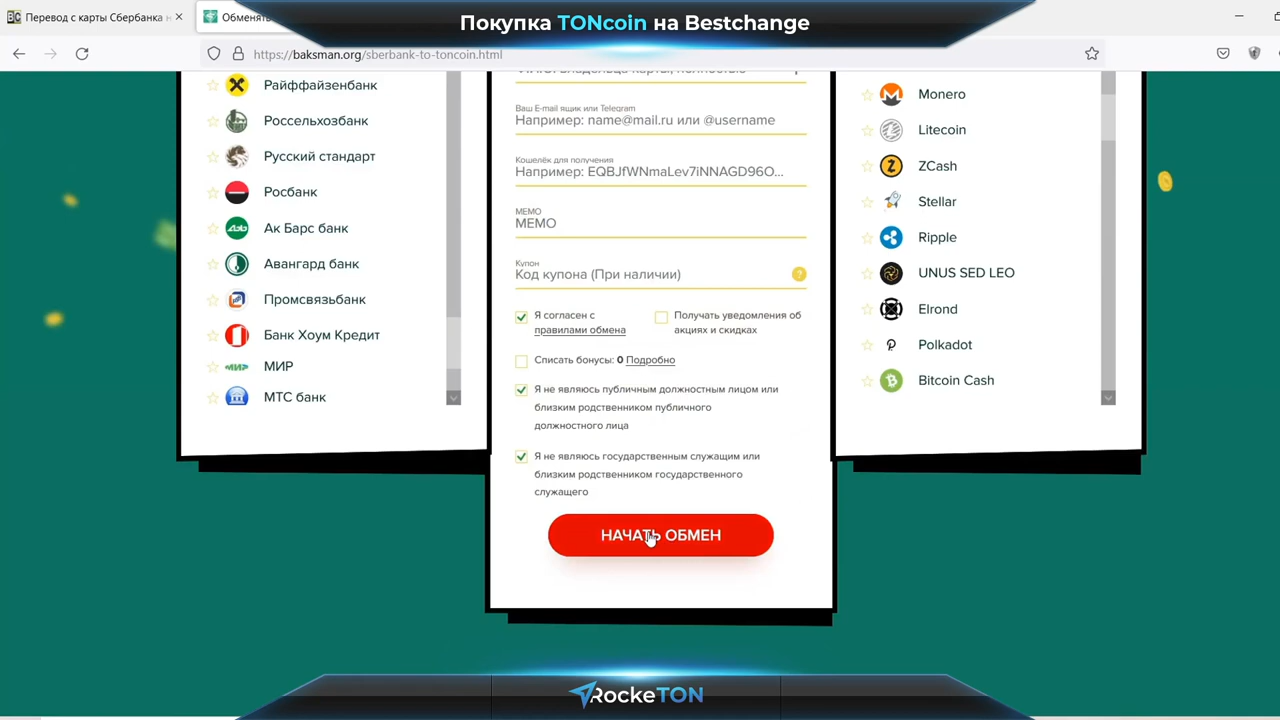 Покупка TONcoin на Bestchange
Перевод с карты Сбербанка
Обменять
https://baksman.org/sberbank-to-toncoin.html
Райффайзенбанк
Россельхозбанк
Русский стандарт
Росбанк
Ак Барс банк
Авангард банк
Промсвязьбанк
Банк Хоум Кредит
МИР
МТС банк
Ваш E-mail ящик или Telegram
Например: name@mail.ru или @username
Кошелёк для получения
Например: EQBJfWNmaLev7iNNAGD96O...
МЕМО
МЕМО
Купон
Код купона (При наличии)
?
Я согласен с
правилами обмена
Получать уведомления об
акциях и скидках
Списать бонусы: 0 Подробно
Я не являюсь публичным должностным лицом или
близким родственником публичного
должностного лица
Я не являюсь государственным служащим или
близким родственником государственного
служащего
НАЧАТЬ ОБМЕН
Monero
Litecoin
ZCash
Stellar
Ripple
UNUS SED LEO
Elrond
Polkadot
Bitcoin Cash
RockeTON